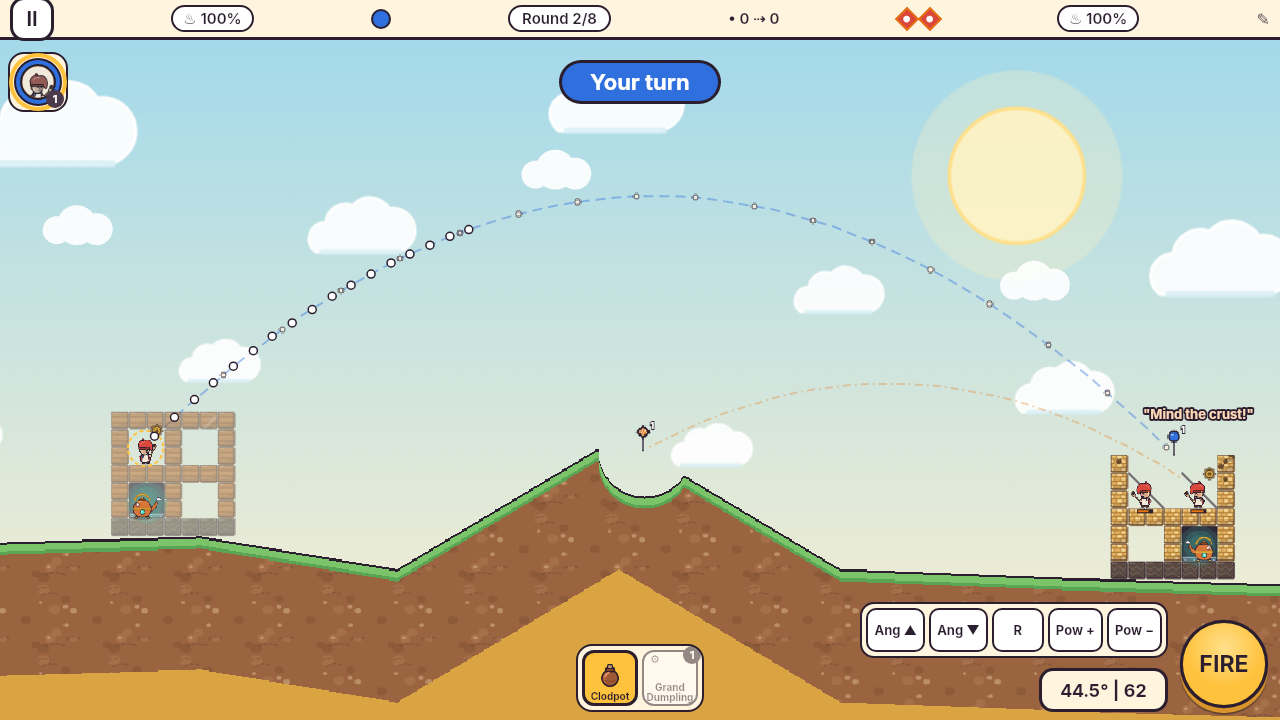 100%
Round 2/8
• 0 ⇢ 0
100%
1
Your turn
"Mind the crust!"
1
1
Ang ▲
Ang ▼
R
Pow +
Pow −
FIRE
Clodpot
1
Grand
Dumpling
44.5° | 62